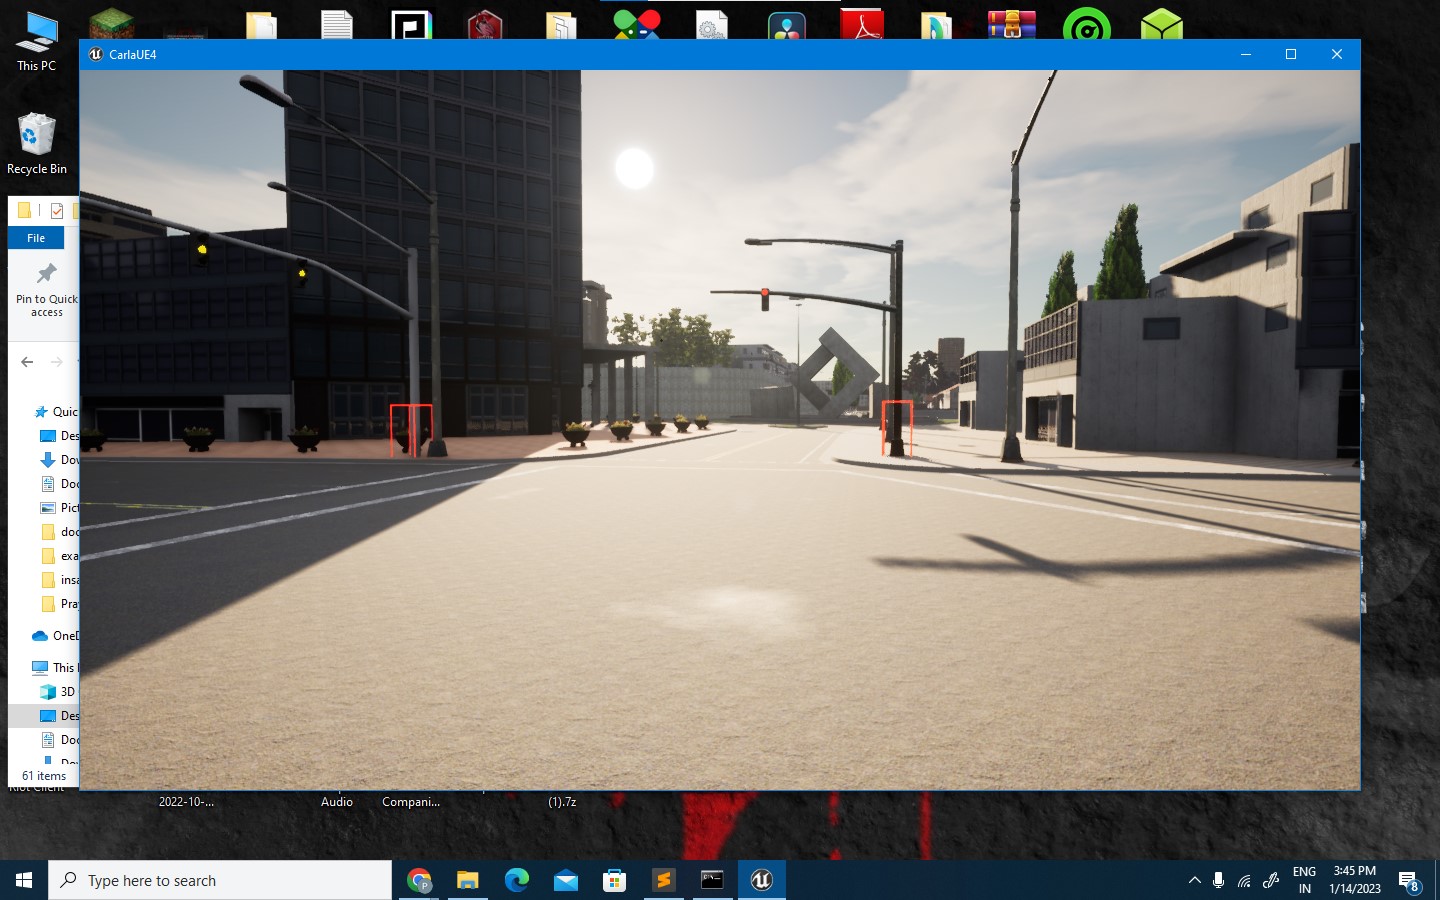 This PC
Recycle Bin
CarlaUE4
File
Pin to Quick
access
Quic
Des
Dov
Doc
Pict
doc
exa
insa
Pray
OneD
This I
3D
Des
Doc
61 items
2022-10-...
Audio
Compani...
(1).7z
Type here to search
ENG
IN
3:45 PM
1/14/2023
8